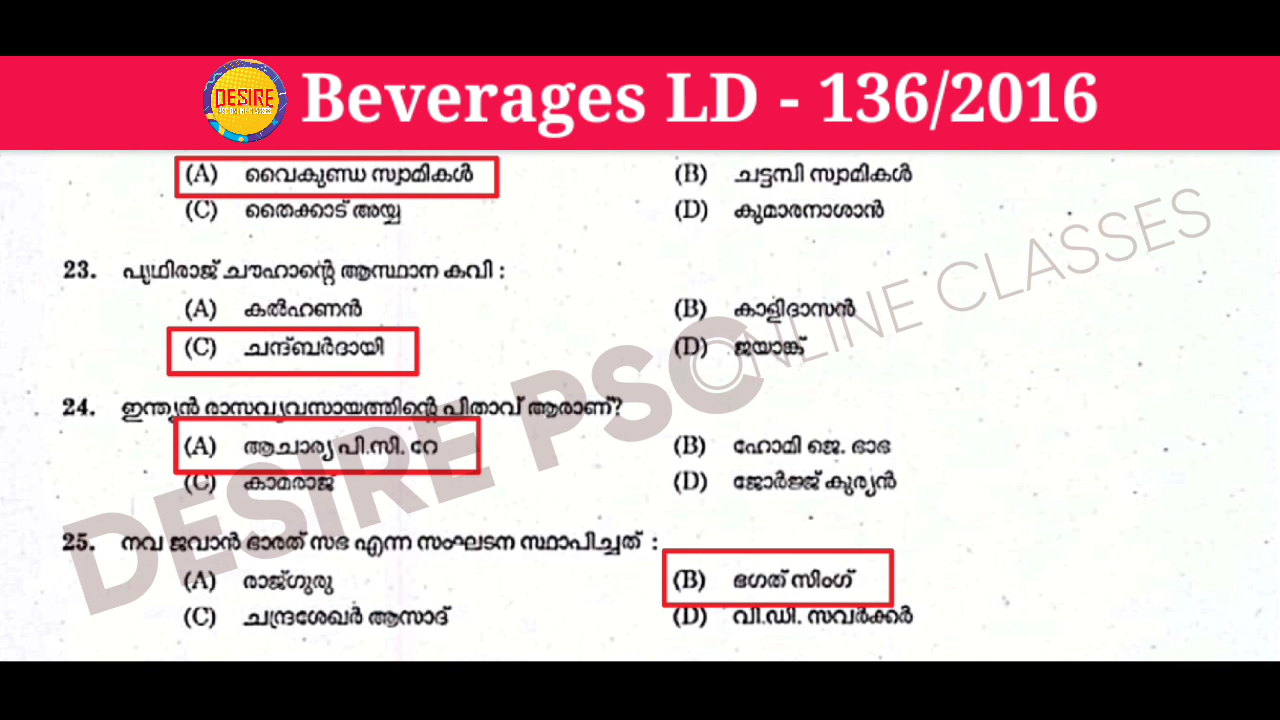 DESIRE
Beverages LD - 136/2016
(A) വൈകുണ്ഡ സ്വാമികൾ (B) ചട്ടമ്പി സ്വാമികൾ
(C) തൈക്കാട് അയ്യ (D) കുമാരനാശാൻ
23. പൃഥിരാജ് ചൗഹാന്റെ ആസ്ഥാന കവി :
(A) കൽഹണൻ (B) കാളിദാസൻ
(C) ചന്ദ്ബർദായി (D) ജയാങ്ക്
24. ഇന്ത്യൻ രാസവ്യവസായത്തിന്റെ പിതാവ് ആരാണ്?
(A) ആചാര്യ പി.സി. റേ (B) ഹോമി ജെ. ഭാഭ
(C) കാമരാജ് (D) ജോർജ്ജ് കുര്യൻ
25. നവ ജവാൻ ഭാരത് സഭ എന്ന സംഘടന സ്ഥാപിച്ചത് :
(A) രാജ്ഗുരു (B) ഭഗത് സിംഗ്
(C) ചന്ദ്രശേഖർ ആസാദ് (D) വി.ഡി. സവർക്കർ
DESIRE PSC ONLINE CLASSES